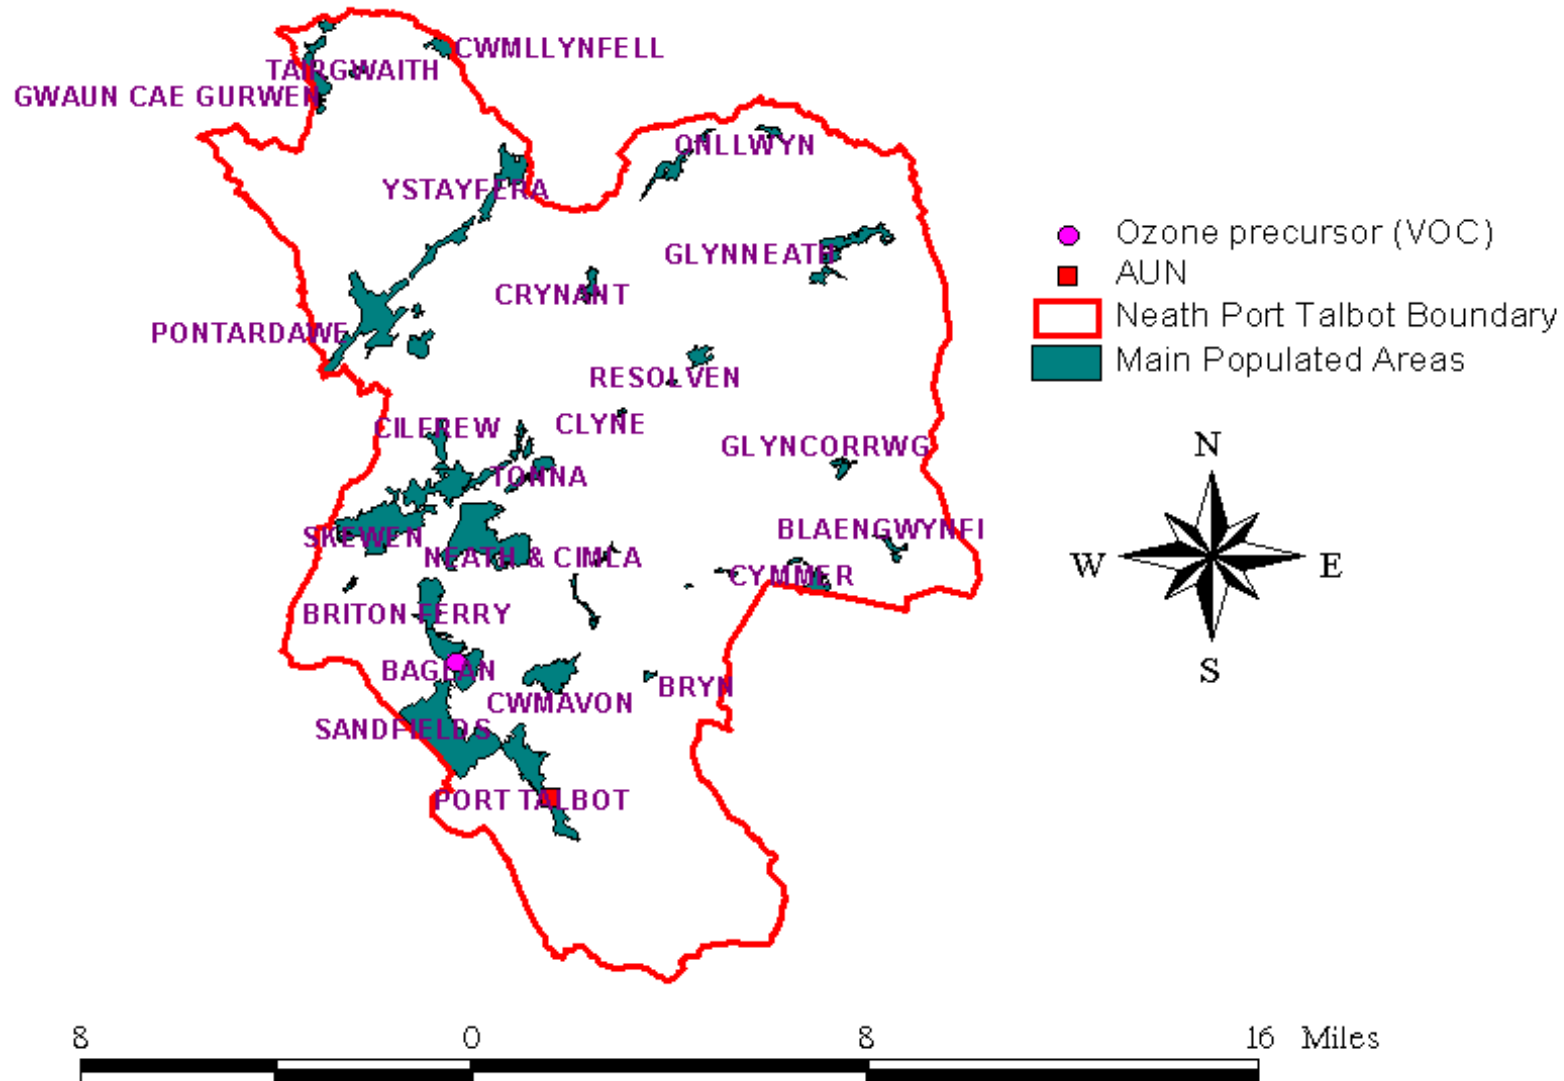 CWMLLYNFELL
TAIRGWAITH
GWAUN CAE GURWEN
ONLLWYN
YSTAYFERA
GLYNNEATH
CRYNANT
PONTARDAWE
RESOLVEN
CLYNE
CILFREW
GLYNCORRWG
TONNA
BLAENGWYNFI
SKEWEN
NEATH & CIMLA
CYMMER
BRITON FERRY
BAGLAN
BRYN
CWMAVON
SANDFIELDS
PORT TALBOT
Ozone precursor (VOC)
AUN
Neath Port Talbot Boundary
Main Populated Areas
N
W E
S
8 0 8 16 Miles